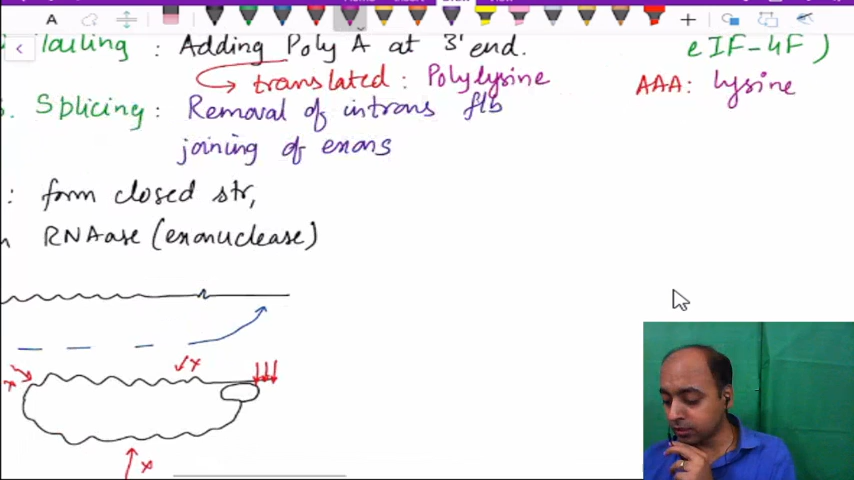 Tailing : Adding Poly A at 3' end.
eIF-4F)
translated : Polylysine
AAA: lysine
. Splicing : Removal of introns f/b
joining of exons
: form closed str,
RNAase (exonuclease)
x
x
x